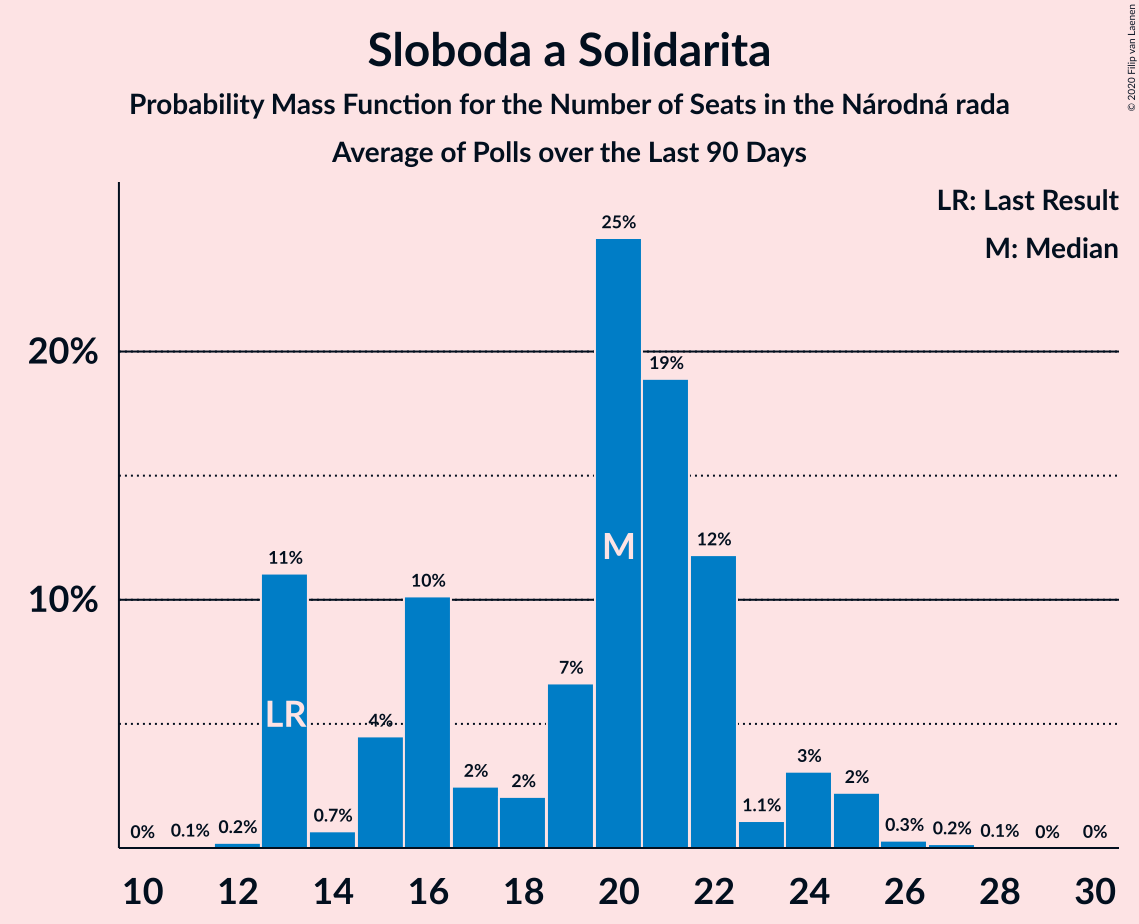 Sloboda a Solidarita
Probability Mass Function for the Number of Seats in the Národná rada
Average of Polls over the Last 90 Days
© 2020 Filip van Laenen
LR: Last Result
M: Median
20%
10%
0%
0.1%
0.2%
11%
0.7%
4%
10%
2%
2%
7%
25%
19%
12%
1.1%
3%
2%
0.3%
0.2%
0.1%
0%
0%
LR
M
10 12 14 16 18 20 22 24 26 28 30